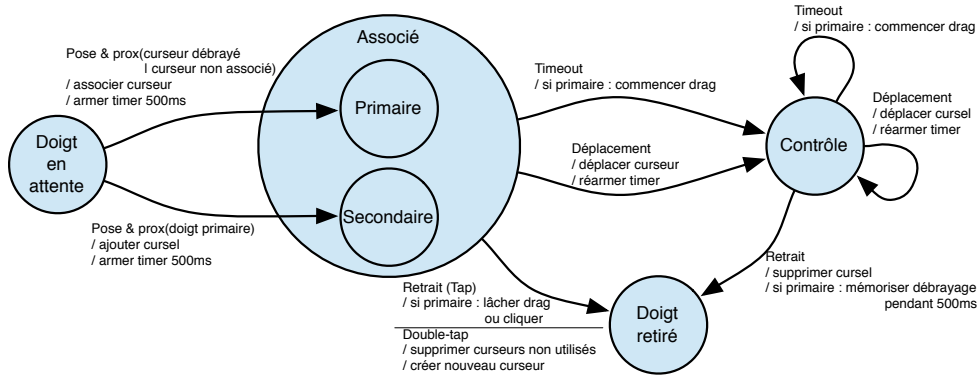 Timeout
/ si primaire : commencer drag
Associé
Pose & prox(curseur débrayé
| curseur non associé)
/ associer curseur
/ armer timer 500ms
Primaire
Timeout
/ si primaire : commencer drag
Déplacement
/ déplacer cursel
/ réarmer timer
Doigt
en
attente
Contrôle
Déplacement
/ déplacer curseur
/ réarmer timer
Secondaire
Pose & prox(doigt primaire)
/ ajouter cursel
/ armer timer 500ms
Retrait
/ supprimer cursel
/ si primaire : mémoriser débrayage
pendant 500ms
Retrait (Tap)
/ si primaire : lâcher drag
ou cliquer
Double-tap
/ supprimer curseurs non utilisés
/ créer nouveau curseur
Doigt
retiré